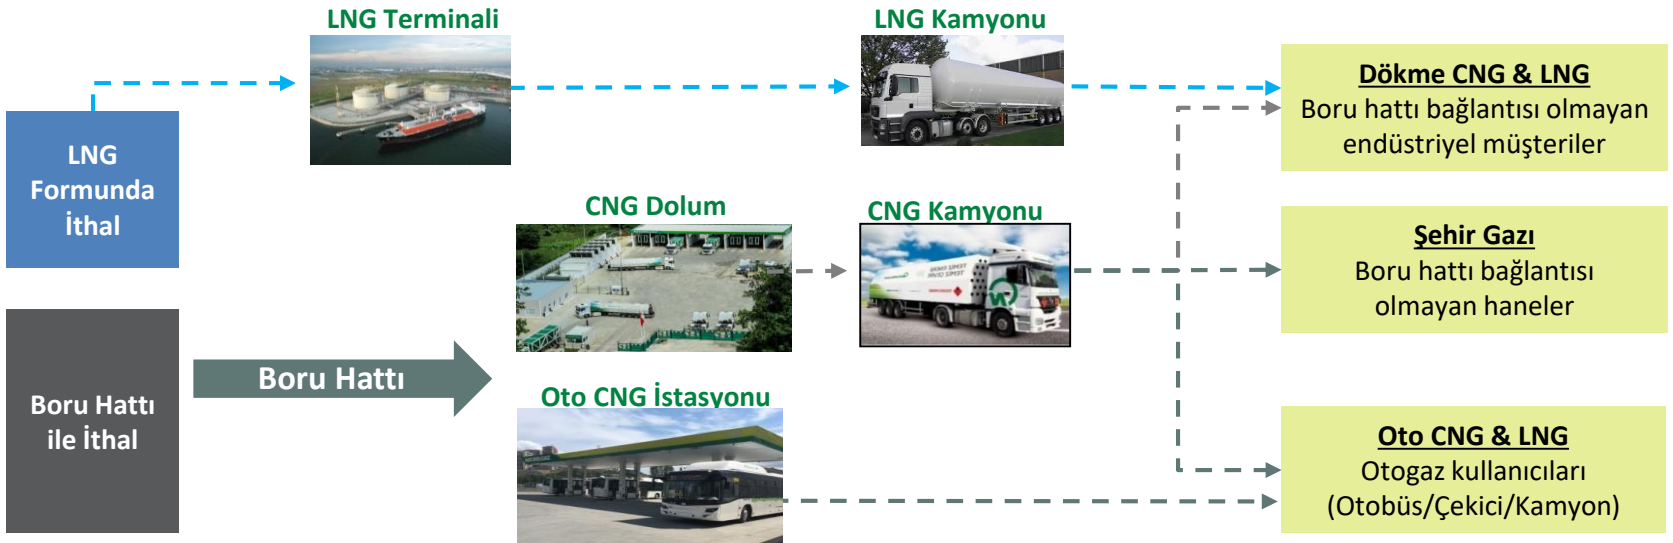 LNG Terminali
LNG Kamyonu
LNG
Formunda
İthal
Dökme CNG & LNG
Boru hattı bağlantısı olmayan
endüstriyel müşteriler
CNG Dolum
CNG Kamyonu
Şehir Gazı
Boru hattı bağlantısı
olmayan haneler
Boru Hattı
ile İthal
Boru Hattı
Oto CNG İstasyonu
Oto CNG & LNG
Otogaz kullanıcıları
(Otobüs/Çekici/Kamyon)